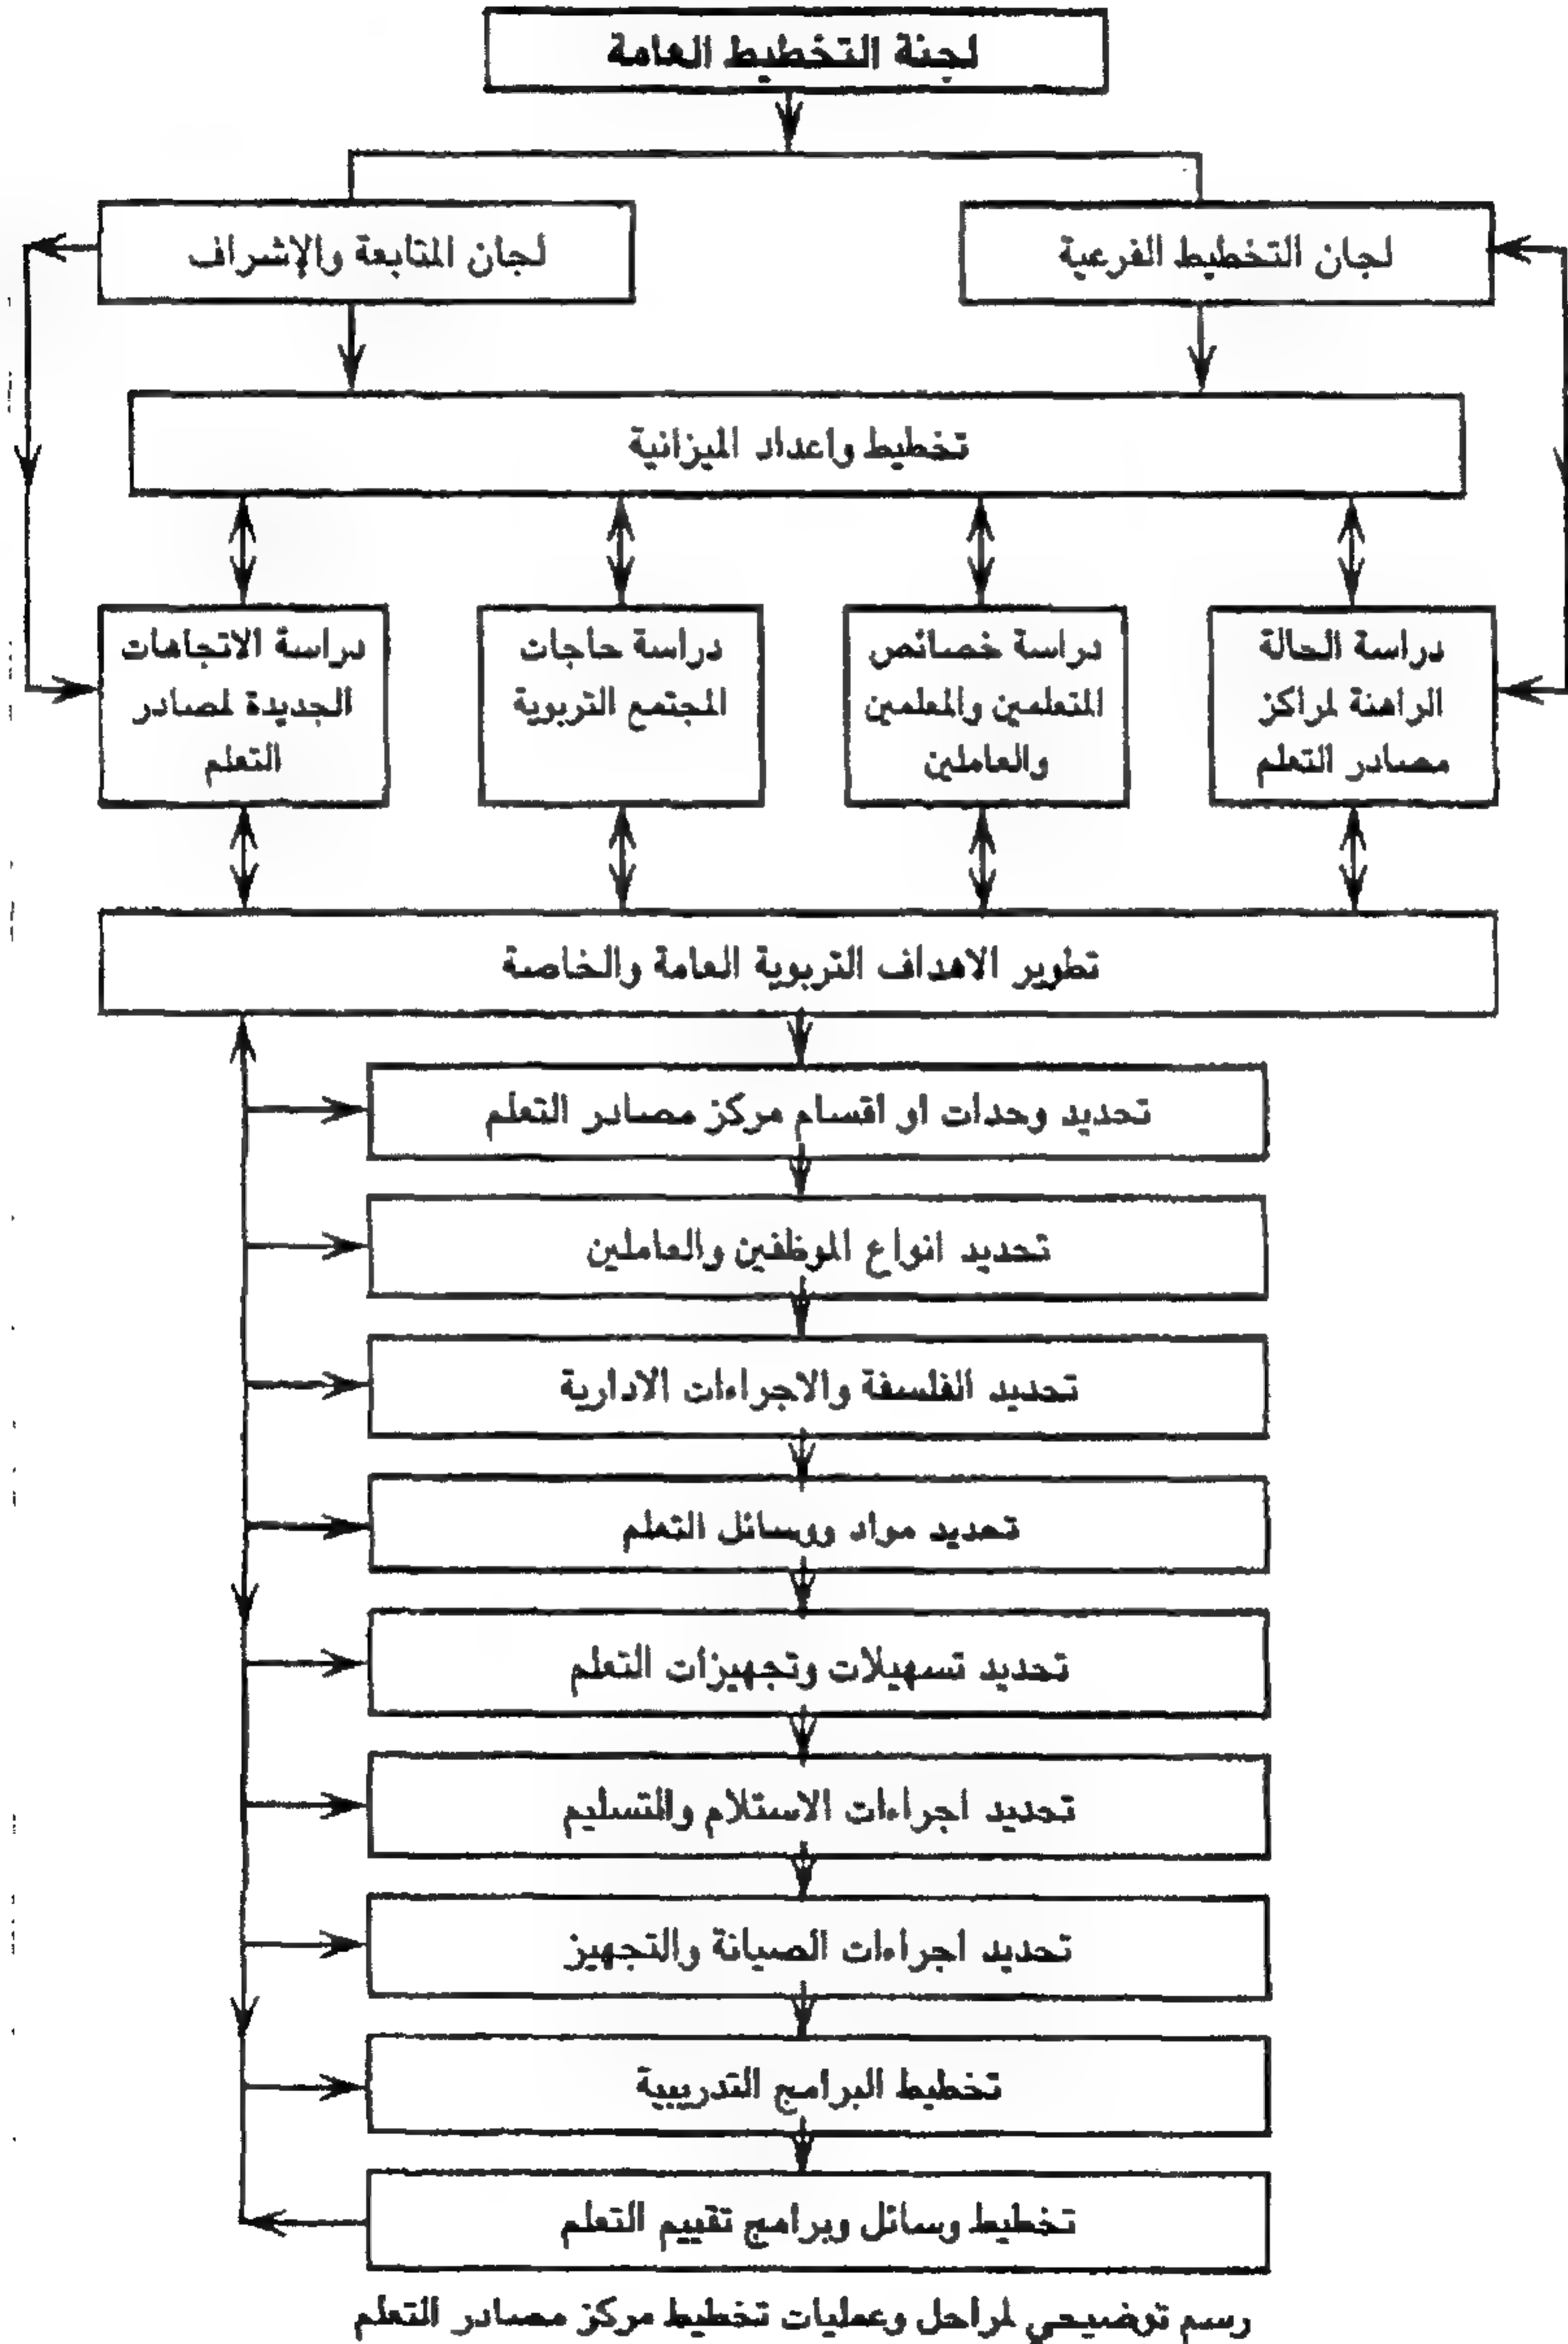 لجنة التخطيط العامة
لجان التخطيط الفرعية
لجان المتابعة والإشراف
تخطيط واعداد الميزانية
دراسة الحالة
الراهنة لمراكز
مصادر التعلم
دراسة خصائص
المتعلمين والمعلمين
والعاملين
دراسة حاجات
المجتمع التربوية
دراسة الاتجاهات
الجديدة لمصادر
التعلم
تطوير الاهداف التربوية العامة والخاصة
تحديد وحدات او اقسام مركز مصادر التعلم
تحديد انواع الموظفين والعاملين
تحديد الفلسفة والاجراءات الادارية
تحديد مواد ووسائل التعلم
تحديد تسهيلات وتجهيزات التعلم
تحديد اجراءات الاستلام والتسليم
تحديد اجراءات الصيانة والتجهيز
تخطيط البرامج التدريبية
تخطيط وسائل وبرامج تقييم التعلم
رسم توضيحي لمراحل وعمليات تخطيط مركز مصادر التعلم